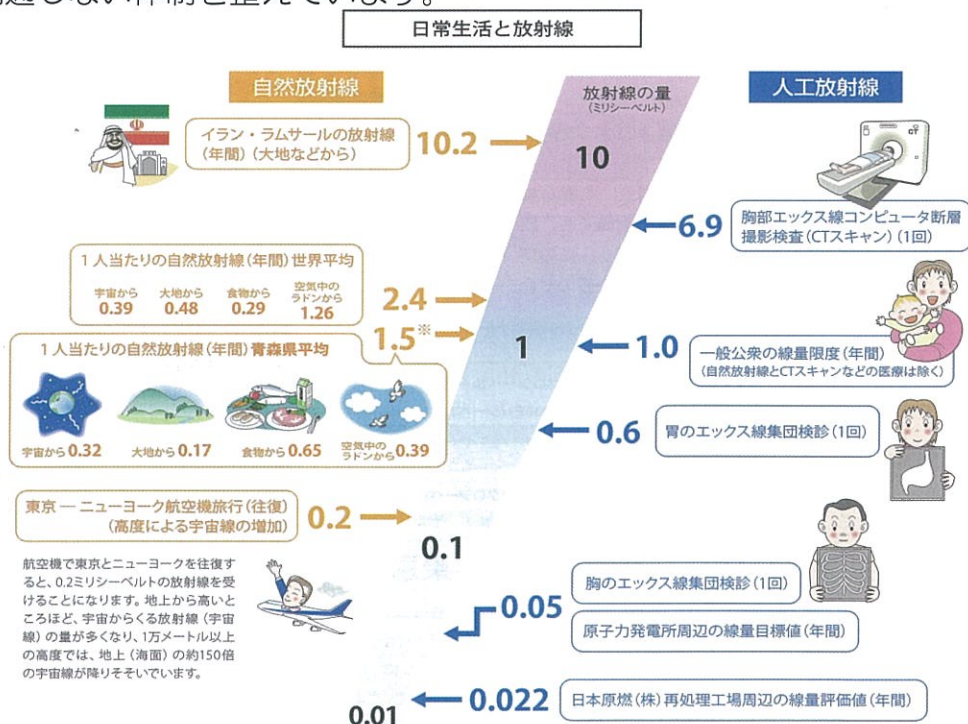 日常生活と放射線
自然放射線
放射線の量
(ミリシーベルト)
人工放射線
イラン・ラムサールの放射線
(年間)(大地などから)
10.2
10
CT
6.9
胸部エックス線コンピュータ断層
撮影検査(CTスキャン)(1回)
1人当たりの自然放射線(年間)世界平均
宇宙から
0.39
大地から
0.48
食物から
0.29
空気中の
ラドンから
1.26
2.4
1.5※
1
1.0
一般公衆の線量限度(年間)
(自然放射線とCTスキャンなどの医療は除く)
1人当たりの自然放射線(年間)青森県平均
宇宙から0.32
大地から0.17
食物から0.65
空気中の
ラドンから0.39
0.6
胃のエックス線集団検診(1回)
東京 ― ニューヨーク航空機旅行(往復)
(高度による宇宙線の増加)
0.2
0.1
航空機で東京とニューヨークを往復す
ると、0.2ミリシーベルトの放射線を受
けることになります。地上から高いと
ころほど、宇宙からくる放射線(宇宙
線)の量が多くなり、1万メートル以上
の高度では、地上(海面)の約150倍
の宇宙線が降りそそいでいます。
0.05
胸のエックス線集団検診(1回)
原子力発電所周辺の線量目標値(年間)
0.022
日本原燃(株)再処理工場周辺の線量評価値(年間)
0.01